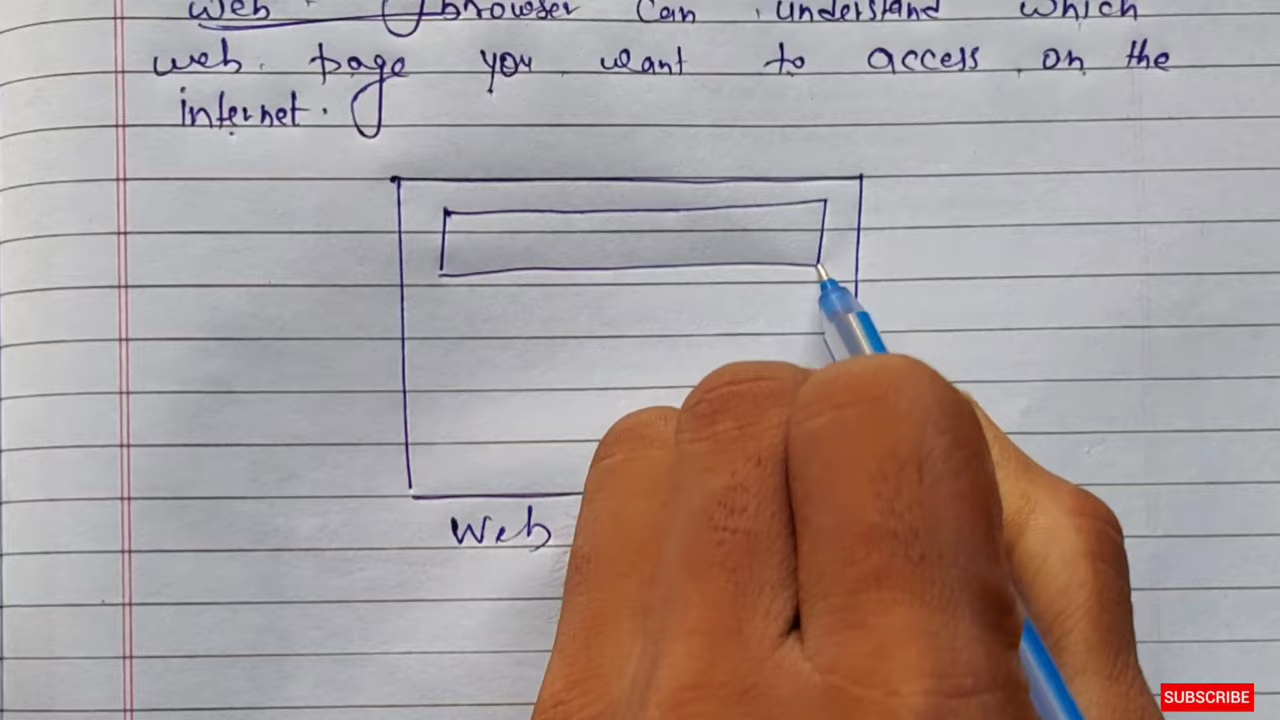 web browser can understand which
web page you want to access on the
internet.
Web
SUBSCRIBE